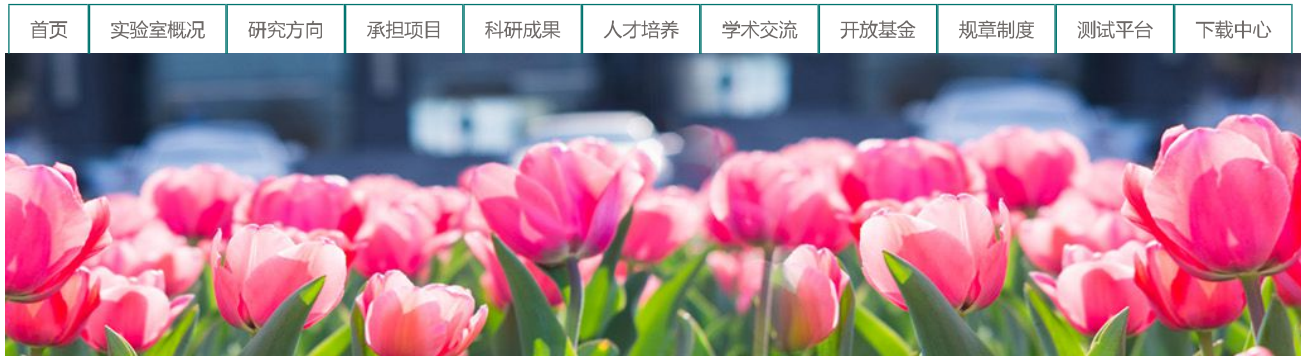 首页 实验室概况 研究方向 承担项目 科研成果 人才培养 学术交流 开放基金 规章制度 测试平台 下载中心